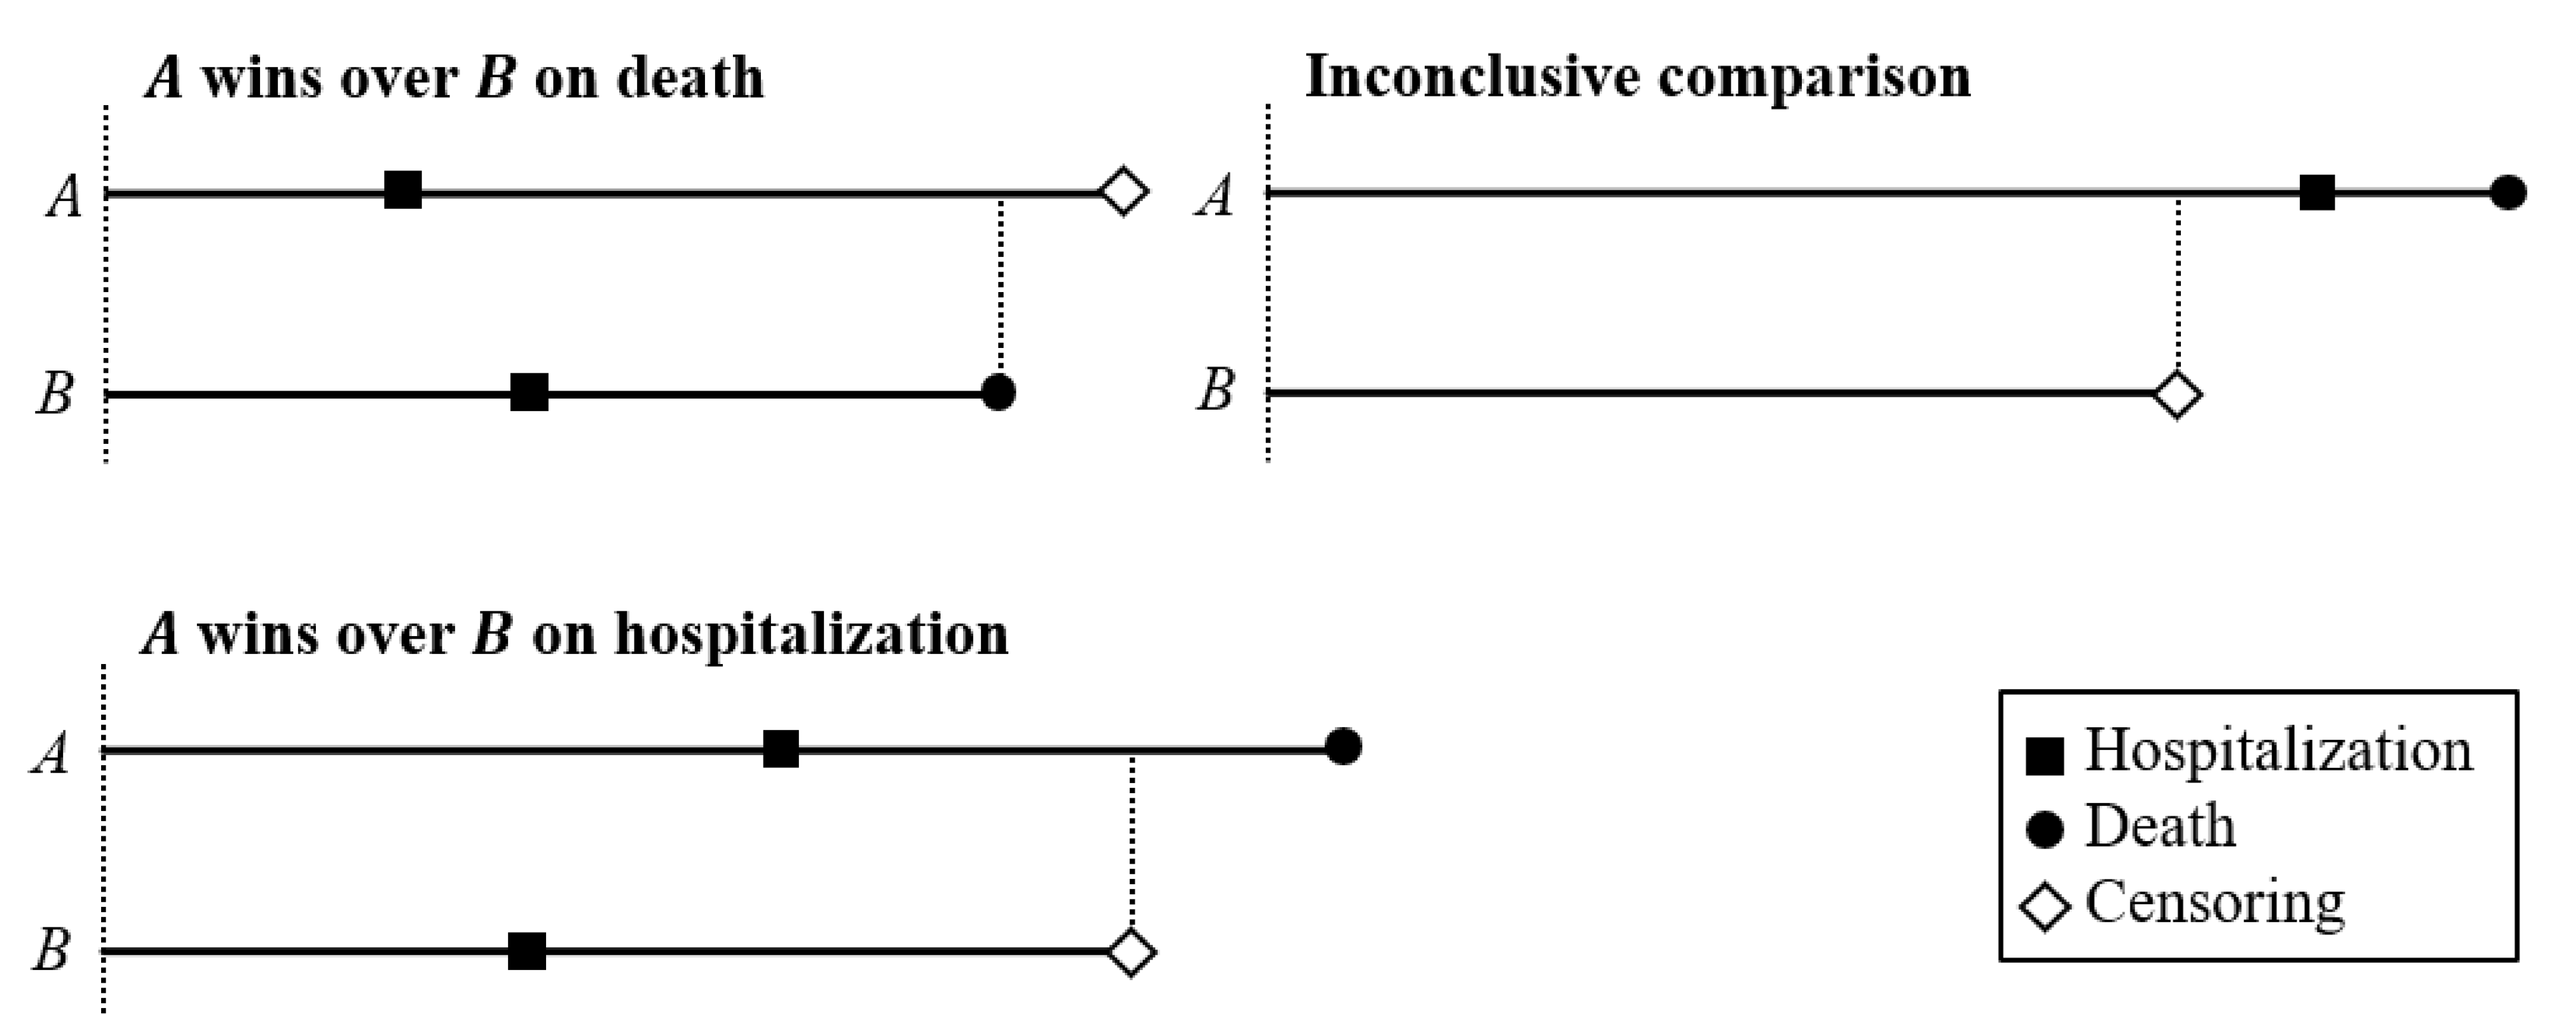 A wins over B on death
A
B
Inconclusive comparison
A
B
A wins over B on hospitalization
A
B
Hospitalization
Death
Censoring